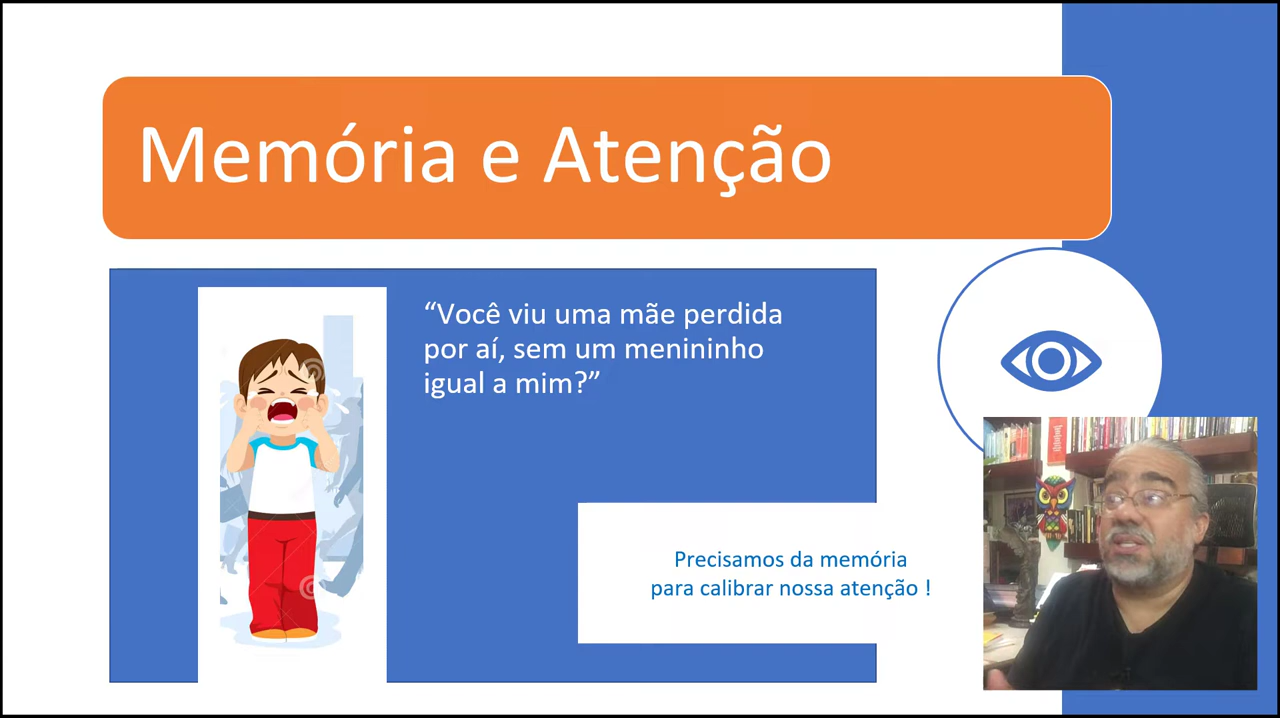 Memória e Atenção
“Você viu uma mãe perdida
por aí, sem um menininho
igual a mim?”
Precisamos da memória
para calibrar nossa atenção !